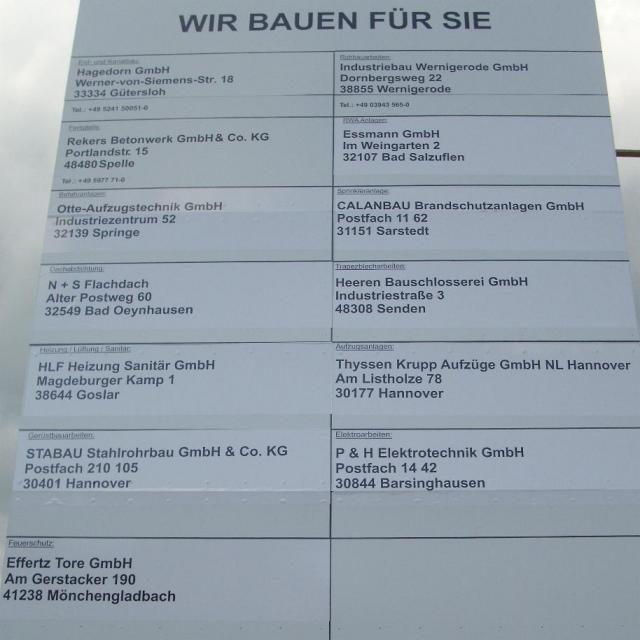 WIR BAUEN FÜR SIE
Erd- und Kanalbau:
Hagedorn GmbH
Werner-von-Siemens-Str. 18
33334 Gütersloh
Tel.: +49 5241 50051-0
Rohbauarbeiten:
Industriebau Wernigerode GmbH
Dornbergsweg 22
38855 Wernigerode
Tel.: +49 03943 565-0
Fertigteile:
Rekers Betonwerk GmbH & Co. KG
Portlandstr. 15
48480 Spelle
Tel.: +49 5977 71-0
RWA Anlagen:
Essmann GmbH
Im Weingarten 2
32107 Bad Salzuflen
Befahranlagen:
Otte-Aufzugstechnik GmbH
Industriezentrum 52
32139 Springe
Sprinkleranlage:
CALANBAU Brandschutzanlagen GmbH
Postfach 11 62
31151 Sarstedt
Dachabdichtung:
N + S Flachdach
Alter Postweg 60
32549 Bad Oeynhausen
Trapezblecharbeiten:
Heeren Bauschlosserei GmbH
Industriestraße 3
48308 Senden
Heizung / Lüftung / Sanitär:
HLF Heizung Sanitär GmbH
Magdeburger Kamp 1
38644 Goslar
Aufzugsanlagen:
Thyssen Krupp Aufzüge GmbH NL Hannover
Am Listholze 78
30177 Hannover
Gerüstbauarbeiten:
STABAU Stahlrohrbau GmbH & Co. KG
Postfach 210 105
30401 Hannover
Elektroarbeiten:
P & H Elektrotechnik GmbH
Postfach 14 42
30844 Barsinghausen
Feuerschutz:
Effertz Tore GmbH
Am Gerstacker 190
41238 Mönchengladbach